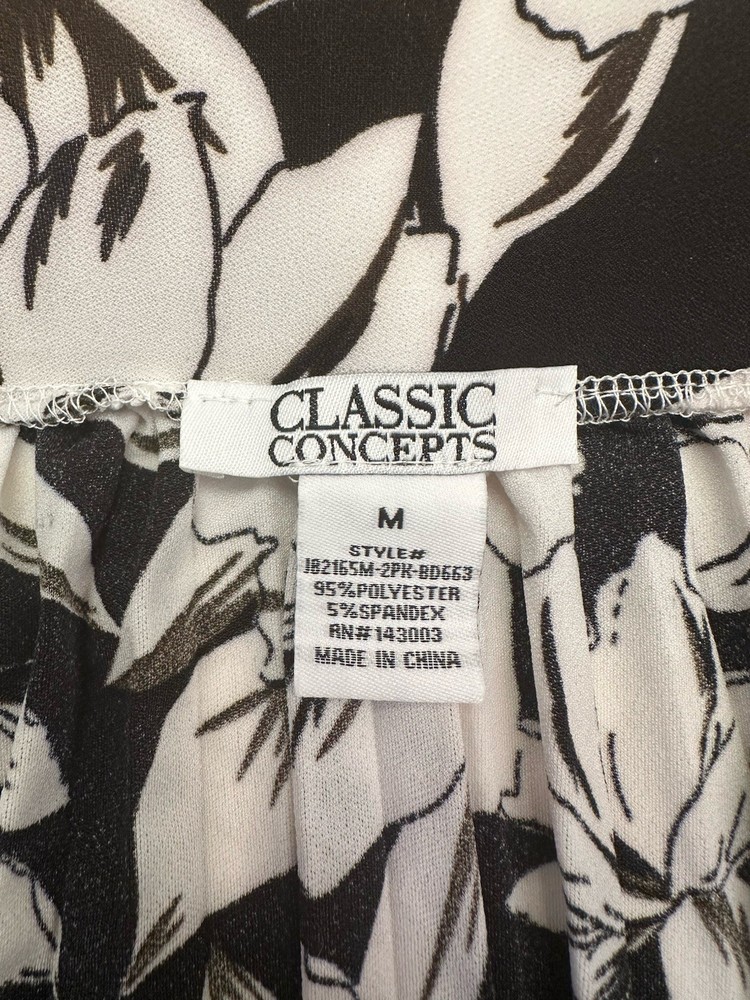 CLASSIC
CONCEPTS
M
STYLE#
JB2165M-2PK-BD663
95%POLYESTER
5%SPANDEX
RN#143003
MADE IN CHINA